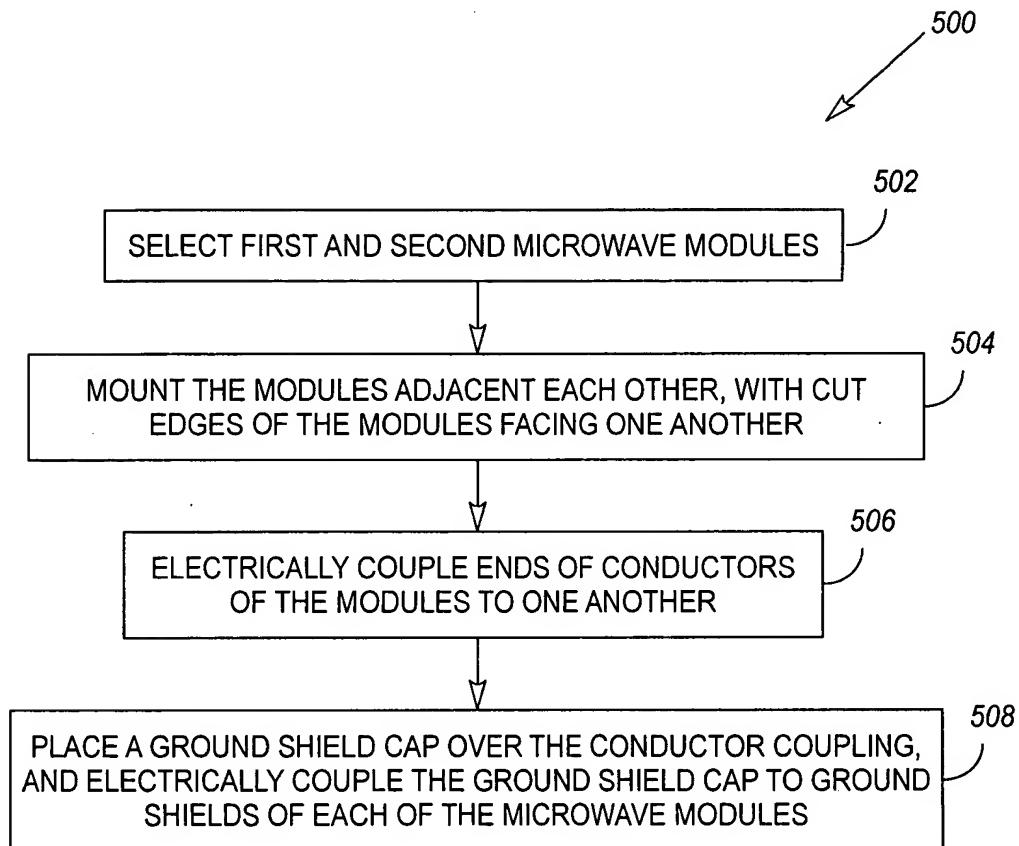 500
502
SELECT FIRST AND SECOND MICROWAVE MODULES
504
MOUNT THE MODULES ADJACENT EACH OTHER, WITH CUT
EDGES OF THE MODULES FACING ONE ANOTHER
506
ELECTRICALLY COUPLE ENDS OF CONDUCTORS
OF THE MODULES TO ONE ANOTHER
508
PLACE A GROUND SHIELD CAP OVER THE CONDUCTOR COUPLING,
AND ELECTRICALLY COUPLE THE GROUND SHIELD CAP TO GROUND
SHIELDS OF EACH OF THE MICROWAVE MODULES